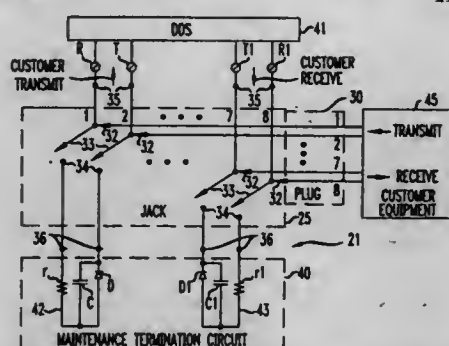 DDS 41
R T T1 R1
CUSTOMER TRANSMIT
CUSTOMER RECEIVE
35 35
30 45
1 2 7 8 1
TRANSMIT
32 32 2
33 34 33 32 7
RECEIVE
32 34 PLUG 8
CUSTOMER EQUIPMENT
JACK 25
36 36 21
40
r C D D1 C1 r1
42 43
MAINTENANCE TERMINATION CIRCUIT